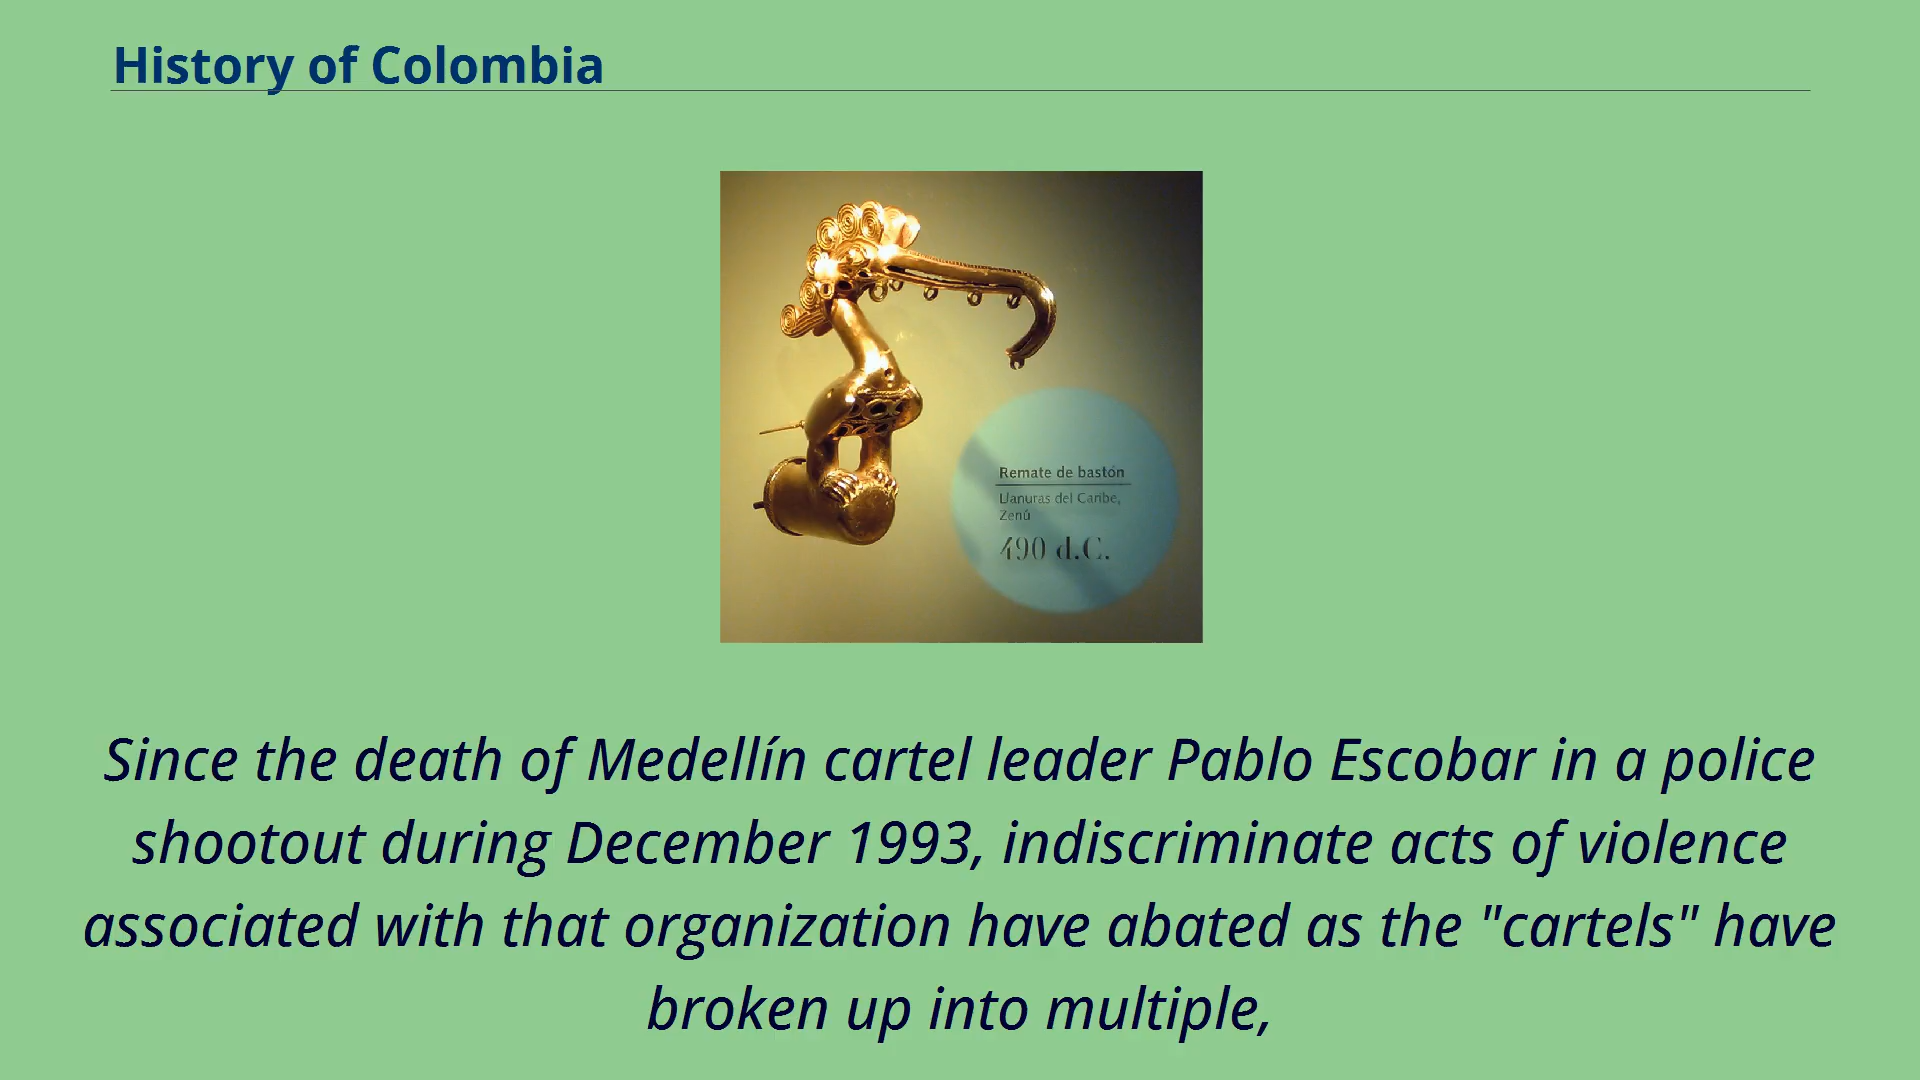 History of Colombia
Remate de bastón
Llanuras del Caribe,
Zenú
490 d.C.
Since the death of Medellín cartel leader Pablo Escobar in a police
shootout during December 1993, indiscriminate acts of violence
associated with that organization have abated as the "cartels" have
broken up into multiple,